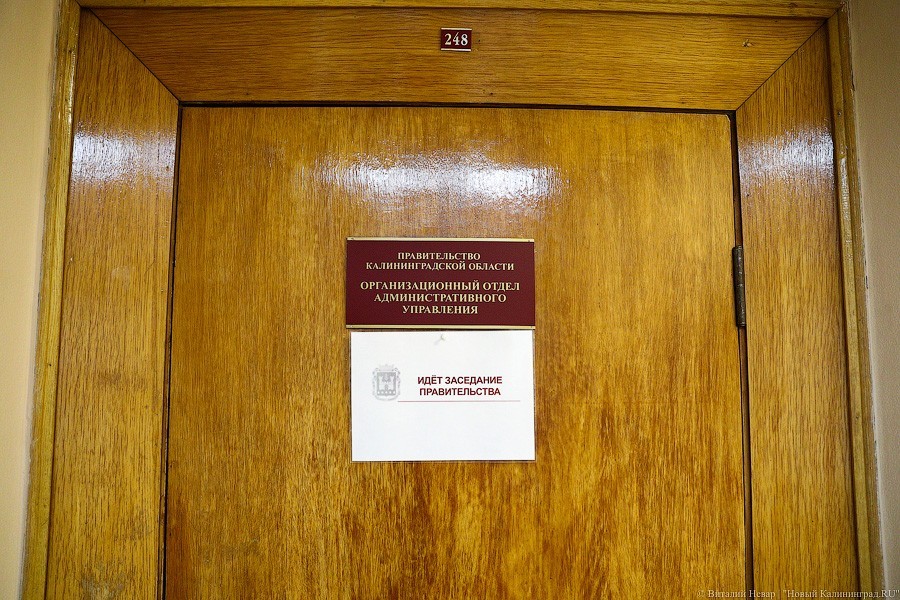 248
ПРАВИТЕЛЬСТВО
КАЛИНИНГРАДСКОЙ ОБЛАСТИ
ОРГАНИЗАЦИОННЫЙ ОТДЕЛ
АДМИНИСТРАТИВНОГО
УПРАВЛЕНИЯ
ИДЁТ ЗАСЕДАНИЕ
ПРАВИТЕЛЬСТВА
© Виталий Невар "Новый Калининград.RU"